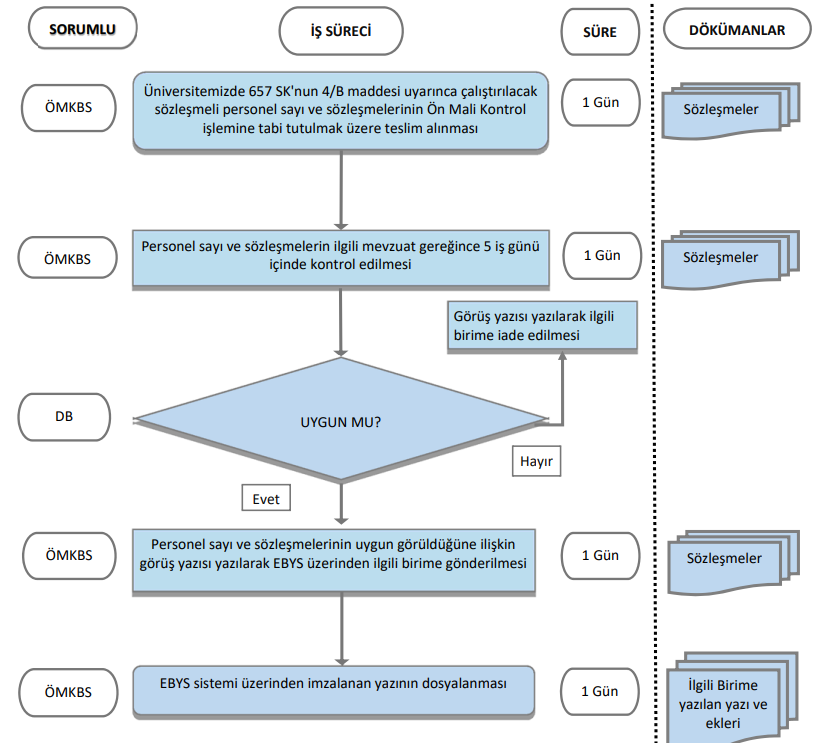 SORUMLU
İŞ SÜRECİ
SÜRE
DÖKÜMANLAR
ÖMKBS
Üniversitemizde 657 SK'nun 4/B maddesi uyarınca çalıştırılacak
sözleşmeli personel sayı ve sözleşmelerinin Ön Mali Kontrol
işlemine tabi tutulmak üzere teslim alınması
1 Gün
Sözleşmeler
ÖMKBS
Personel sayı ve sözleşmelerin ilgili mevzuat gereğince 5 iş günü
içinde kontrol edilmesi
1 Gün
Sözleşmeler
Görüş yazısı yazılarak ilgili
birime iade edilmesi
DB
UYGUN MU?
Hayır
Evet
ÖMKBS
Personel sayı ve sözleşmelerinin uygun görüldüğüne ilişkin
görüş yazısı yazılarak EBYS üzerinden ilgili birime gönderilmesi
1 Gün
Sözleşmeler
ÖMKBS
EBYS sistemi üzerinden imzalanan yazının dosyalanması
1 Gün
İlgili Birime
yazılan yazı ve
ekleri